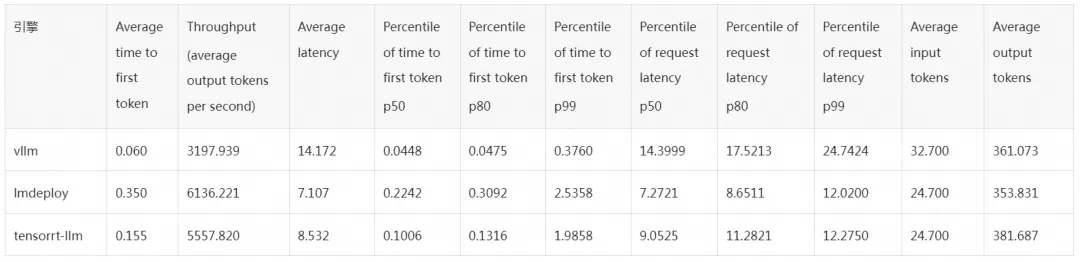 引擎 Average time to first token Throughput (average output tokens per second) Average latency Percentile of time to first token p50 Percentile of time to first token p80 Percentile of time to first token p99 Percentile of request latency p50 Percentile of request latency p80 Percentile of request latency p99 Average input tokens Average output tokens
vllm 0.060 3197.939 14.172 0.0448 0.0475 0.3760 14.3999 17.5213 24.7424 32.700 361.073
lmdeploy 0.350 6136.221 7.107 0.2242 0.3092 2.5358 7.2721 8.6511 12.0200 24.700 353.831
tensorrt-llm 0.155 5557.820 8.532 0.1006 0.1316 1.9858 9.0525 11.2821 12.2750 24.700 381.687